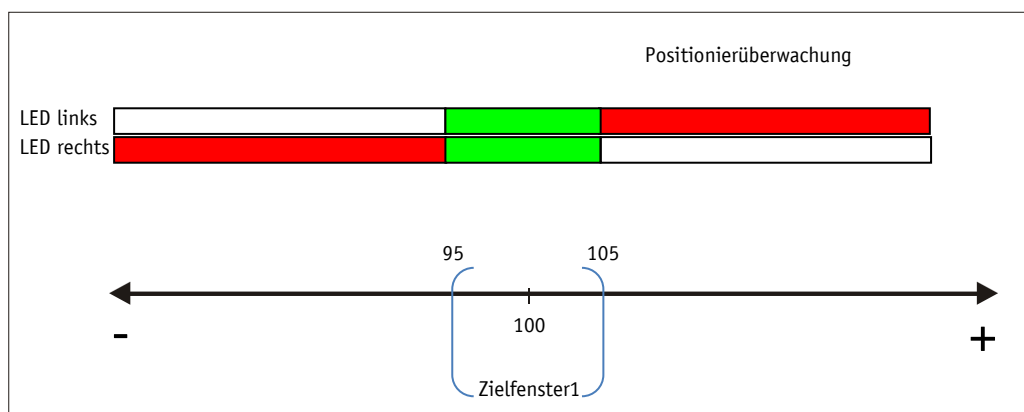 Positionierüberwachung
LED links
LED rechts
95 105
100
- +
Zielfenster1